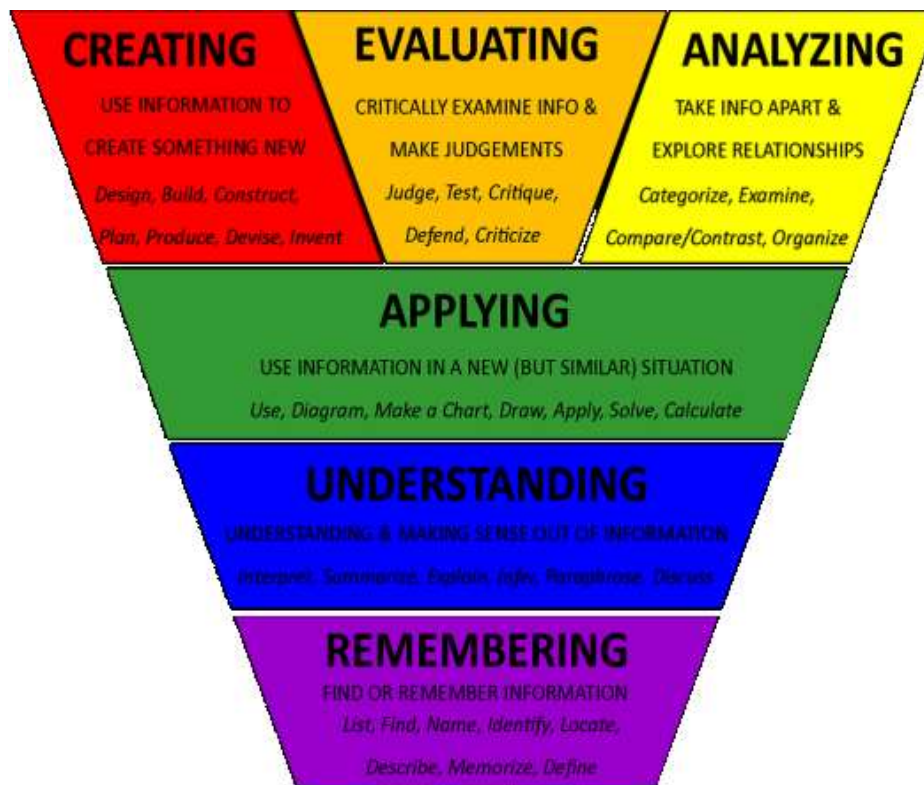 CREATING
USE INFORMATION TO
CREATE SOMETHING NEW
Design, Build, Construct,
Plan, Produce, Devise, Invent
EVALUATING
CRITICALLY EXAMINE INFO &
MAKE JUDGEMENTS
Judge, Test, Critique,
Defend, Criticize
ANALYZING
TAKE INFO APART &
EXPLORE RELATIONSHIPS
Categorize, Examine,
Compare/Contrast, Organize
APPLYING
USE INFORMATION IN A NEW (BUT SIMILAR) SITUATION
Use, Diagram, Make a Chart, Draw, Apply, Solve, Calculate
UNDERSTANDING
UNDERSTANDING & MAKING SENSE OUT OF INFORMATION
Interpret, Summarize, Explain, Infer, Paraphrase, Discuss
REMEMBERING
FIND OR REMEMBER INFORMATION
List, Find, Name, Identify, Locate,
Describe, Memorize, Define